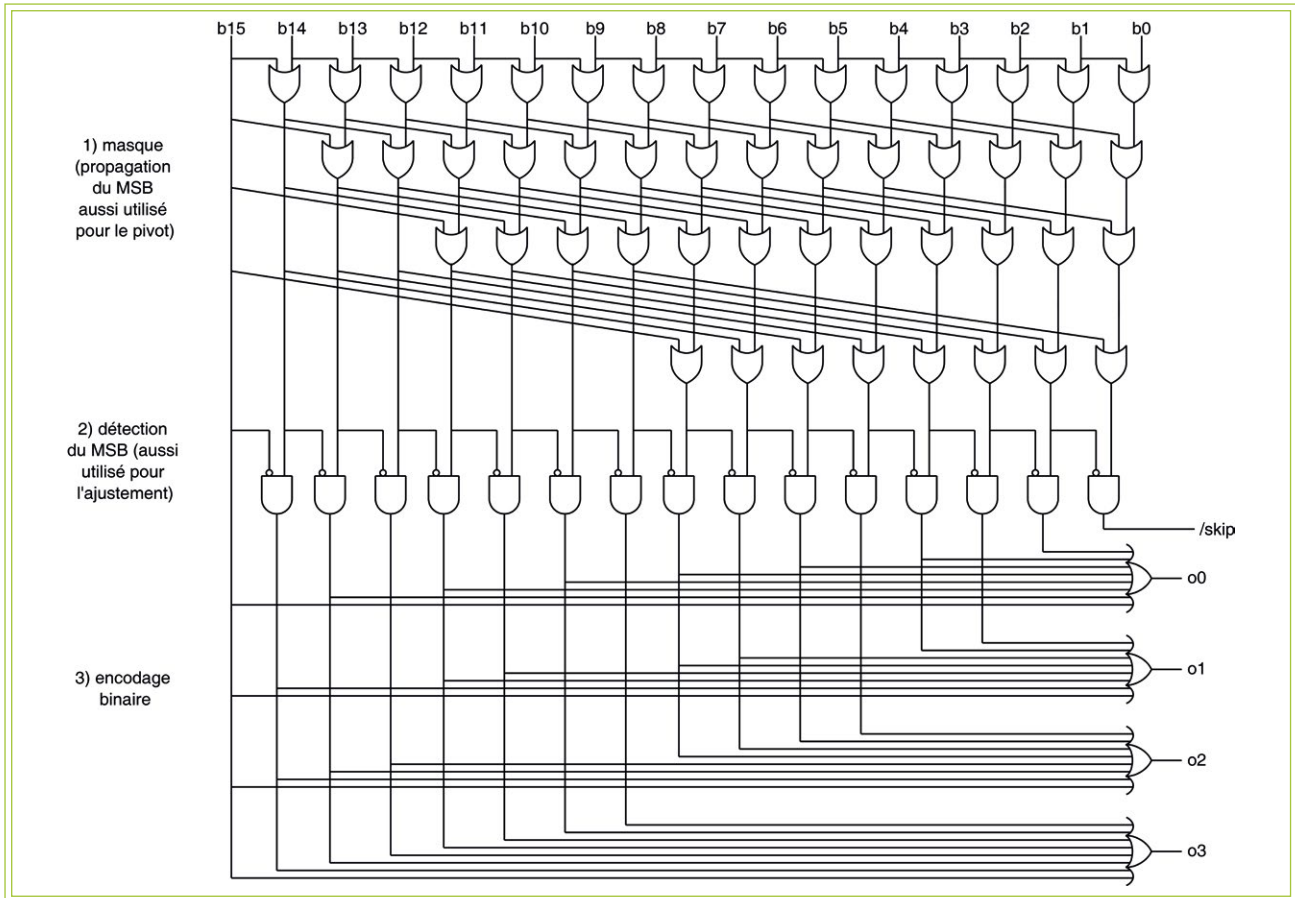 b15 b14 b13 b12 b11 b10 b9 b8 b7 b6 b5 b4 b3 b2 b1 b0
1) masque
(propagation
du MSB
aussi utilisé
pour le pivot)
2) détection
du MSB (aussi
utilisé pour
l'ajustement)
/skip
o0
o1
3) encodage
binaire
o2
o3